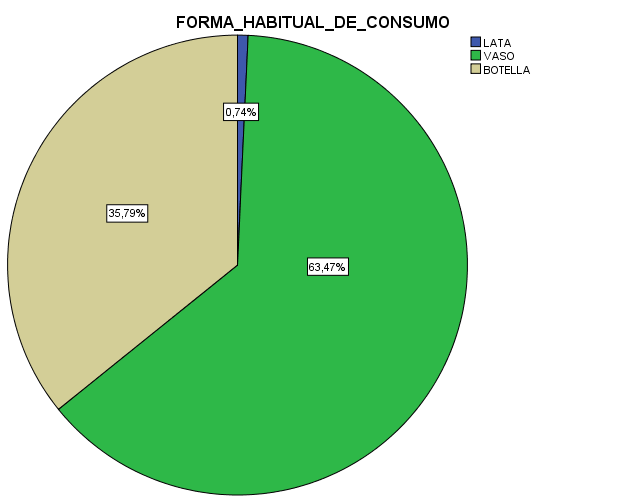 FORMA_HABITUAL_DE_CONSUMO
LATA
VASO
BOTELLA
0,74%
35,79%
63,47%